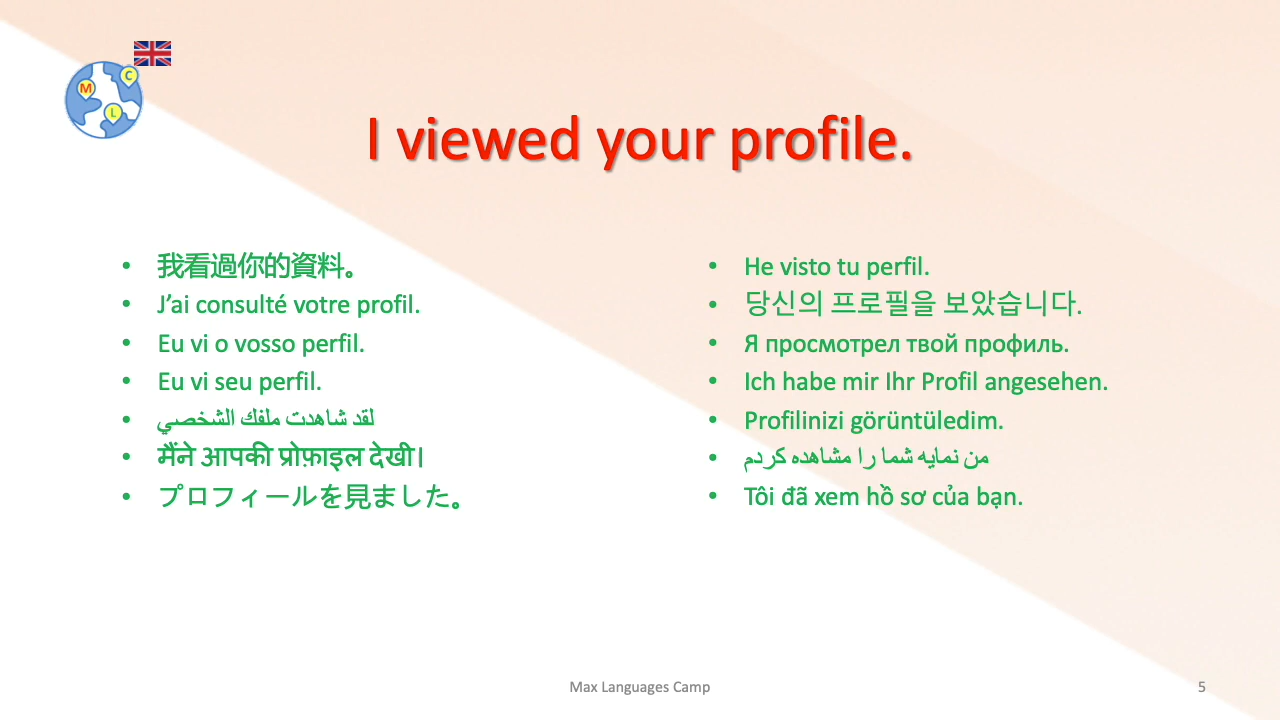 M
C
L
I viewed your profile.
• 我看過你的資料。
• J’ai consulté votre profil.
• Eu vi o vosso perfil.
• Eu vi seu perfil.
• لقد شاهدت ملفك الشخصي
• मैंने आपकी प्रोफ़ाइल देखी।
• プロフィールを見ました。
• He visto tu perfil.
• 당신의 프로필을 보았습니다.
• Я просмотрел твой профиль.
• Ich habe mir Ihr Profil angesehen.
• Profilinizi görüntüledim.
• من نمایه شما را مشاهده کردم
• Tôi đã xem hồ sơ của bạn.
Max Languages Camp
5